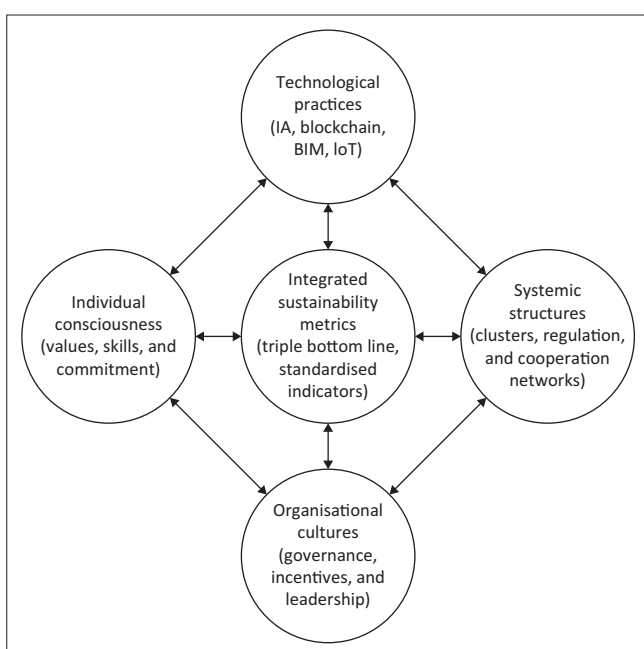 Technological
practices
(IA, blockchain,
BIM, IoT)
Individual
consciousness
(values, skills, and
commitment)
Integrated
sustainability
metrics
(triple bottom line,
standardised
indicators)
Systemic
structures
(clusters, regulation,
and cooperation
networks)
Organisational
cultures
(governance,
incentives, and
leadership)